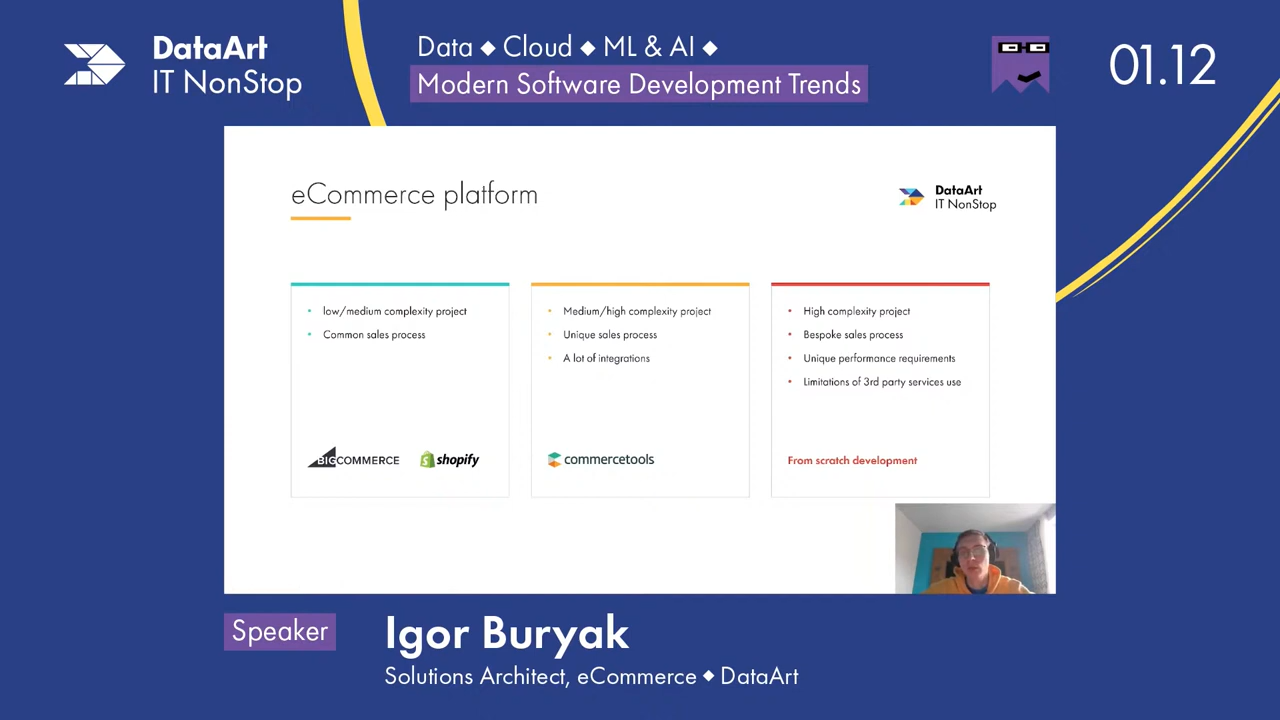 DataArt
IT NonStop
Data ◆ Cloud ◆ ML & AI ◆
Modern Software Development Trends
01.12
eCommerce platform
DataArt
IT NonStop
• low/medium complexity project
• Common sales process
BIGCOMMERCE
shopify
• Medium/high complexity project
• Unique sales process
• A lot of integrations
commercetools
• High complexity project
• Bespoke sales process
• Unique performance requirements
• Limitations of 3rd party services use
From scratch development
Speaker
Igor Buryak
Solutions Architect, eCommerce ◆ DataArt